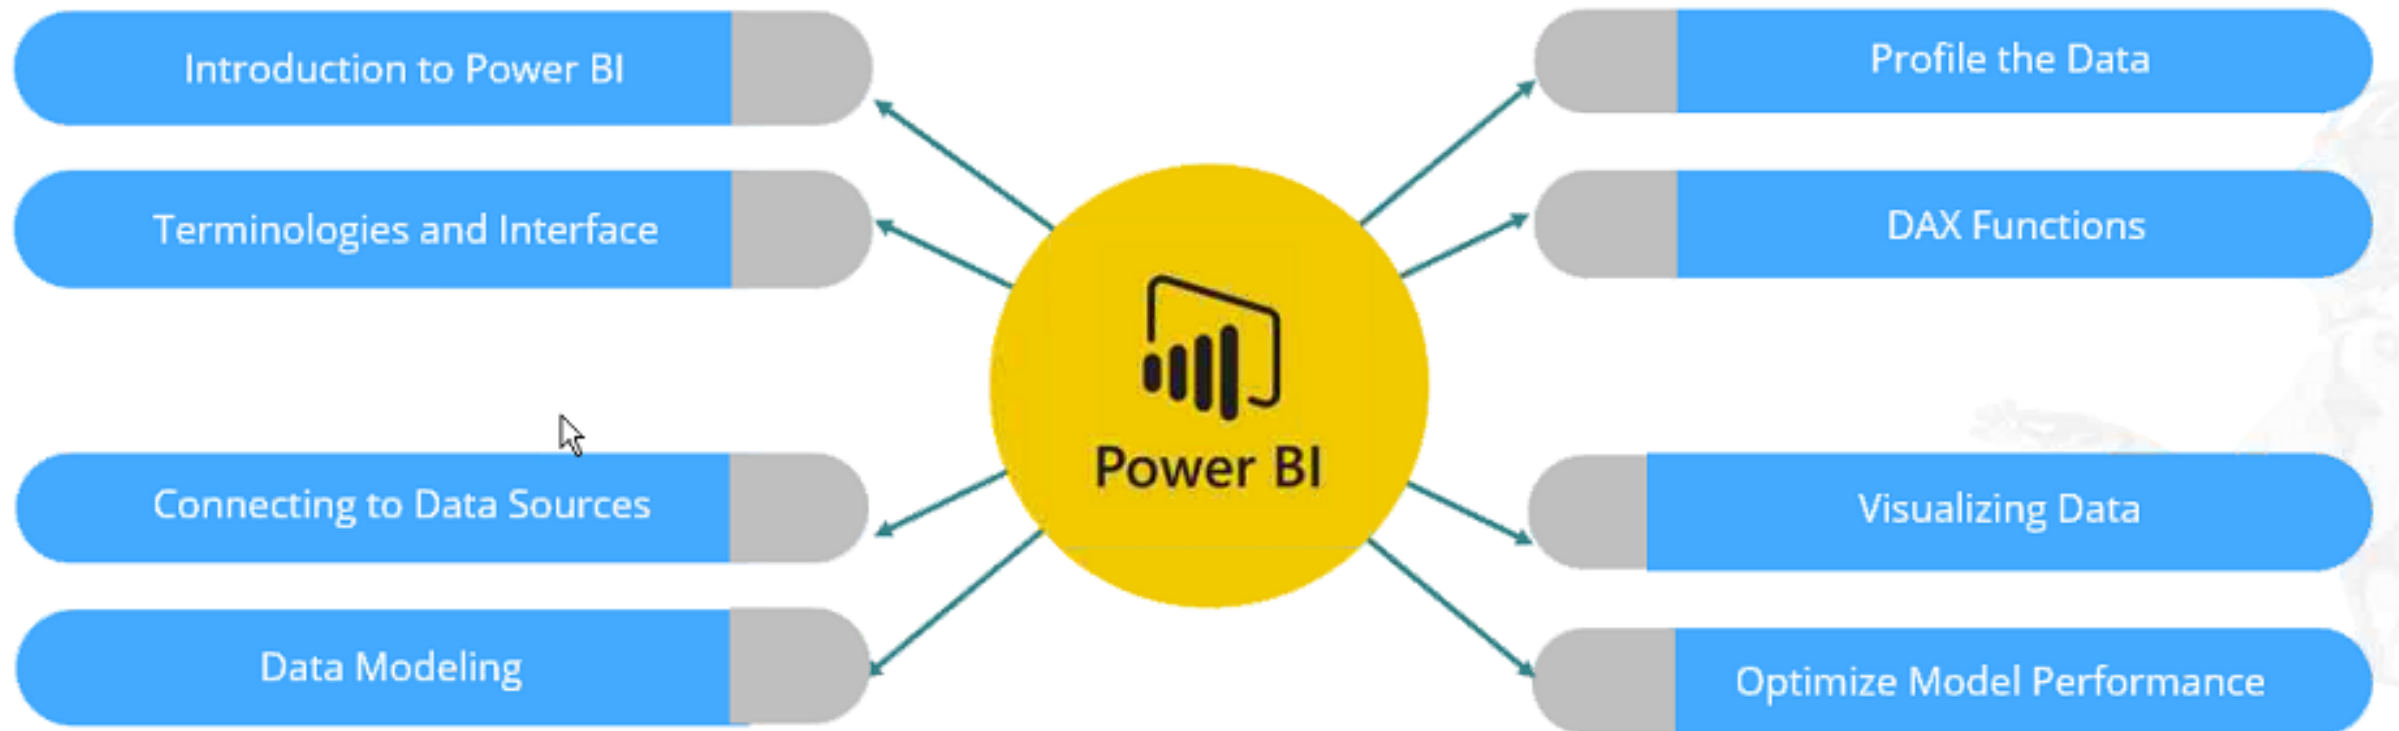 Introduction to Power BI
Terminologies and Interface
Connecting to Data Sources
Data Modeling
Power BI
Profile the Data
DAX Functions
Visualizing Data
Optimize Model Performance